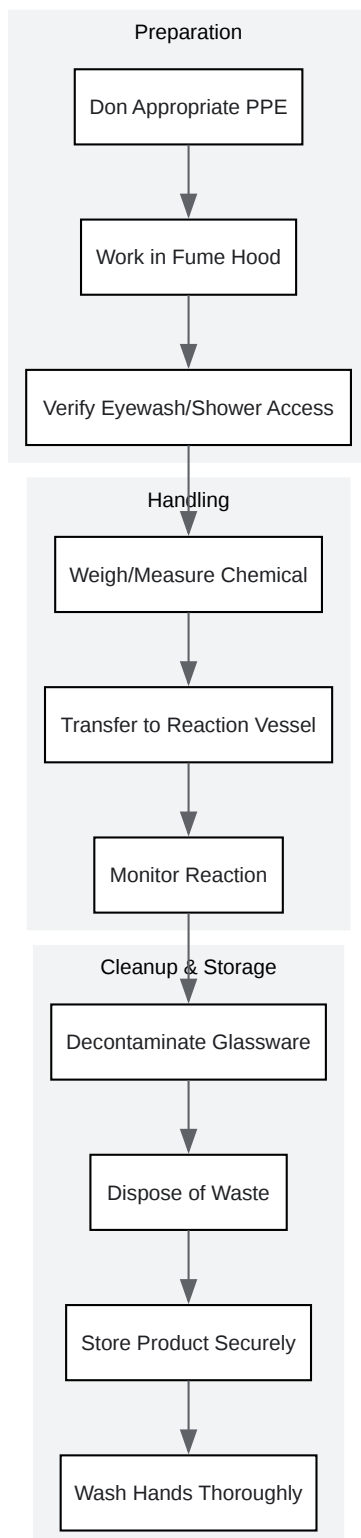 Preparation
Don Appropriate PPE
Work in Fume Hood
Verify Eyewash/Shower Access
Handling
Weigh/Measure Chemical
Transfer to Reaction Vessel
Monitor Reaction
Cleanup & Storage
Decontaminate Glassware
Dispose of Waste
Store Product Securely
Wash Hands Thoroughly